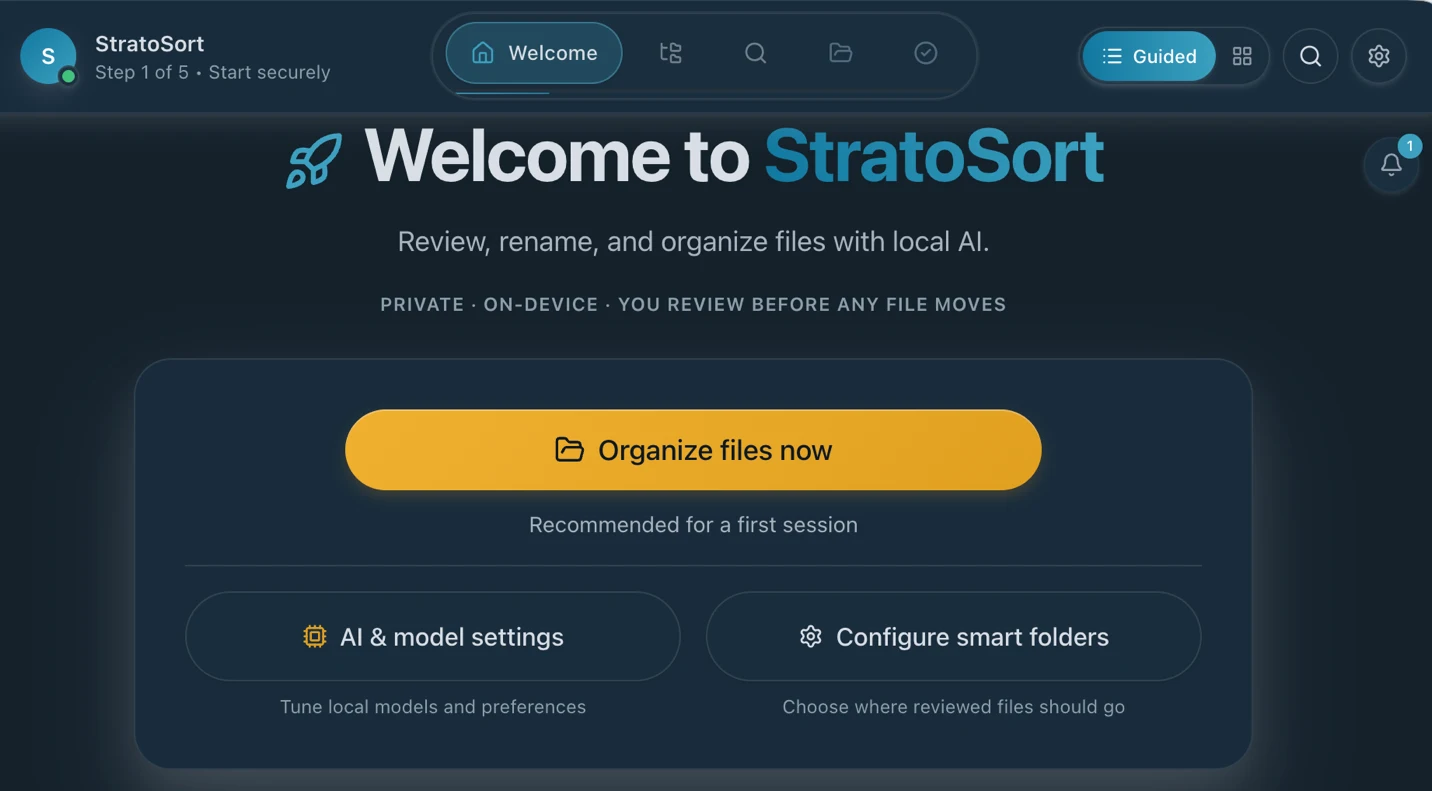 S
StratoSort
Step 1 of 5 • Start securely
Welcome
Guided
1
Welcome to StratoSort
Review, rename, and organize files with local AI.
PRIVATE · ON-DEVICE · YOU REVIEW BEFORE ANY FILE MOVES
Organize files now
Recommended for a first session
AI & model settings
Configure smart folders
Tune local models and preferences
Choose where reviewed files should go